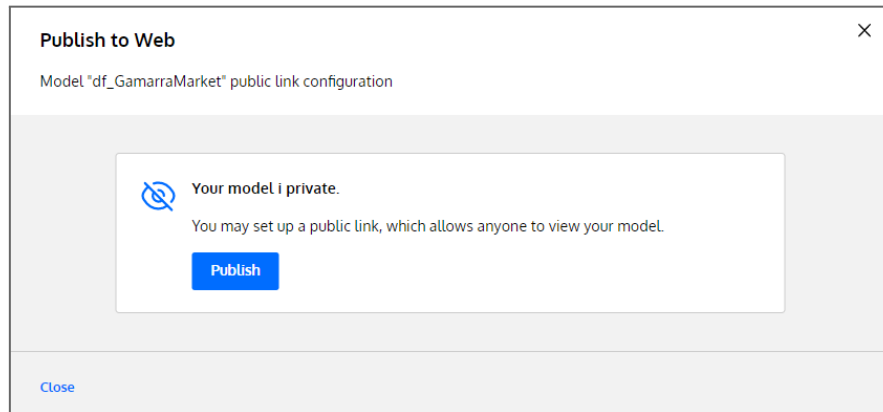 Publish to Web
Model "df_GamarraMarket" public link configuration
Your model i private.
You may set up a public link, which allows anyone to view your model.
Publish
Close